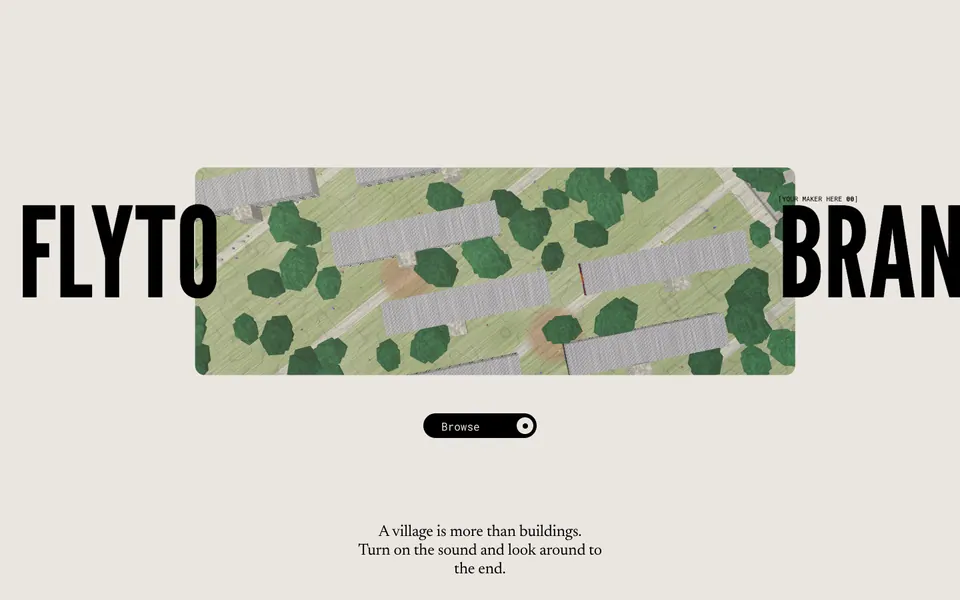 [YOUR MAKER HERE 00]
FLYTO BRAN
Browse
A village is more than buildings.
Turn on the sound and look around to
the end.